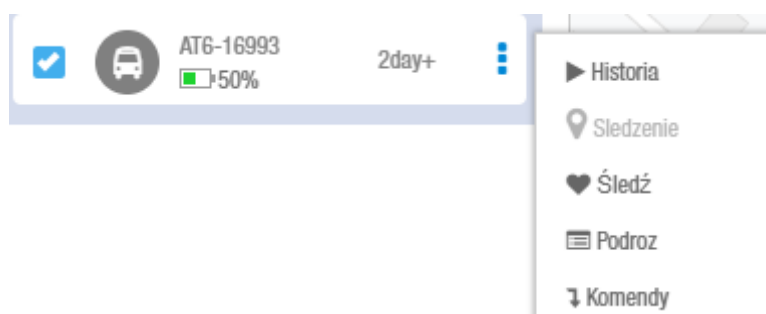 AT6-16993
50%
2day+
Historia
Sledzenie
Śledź
Podroz
Komendy